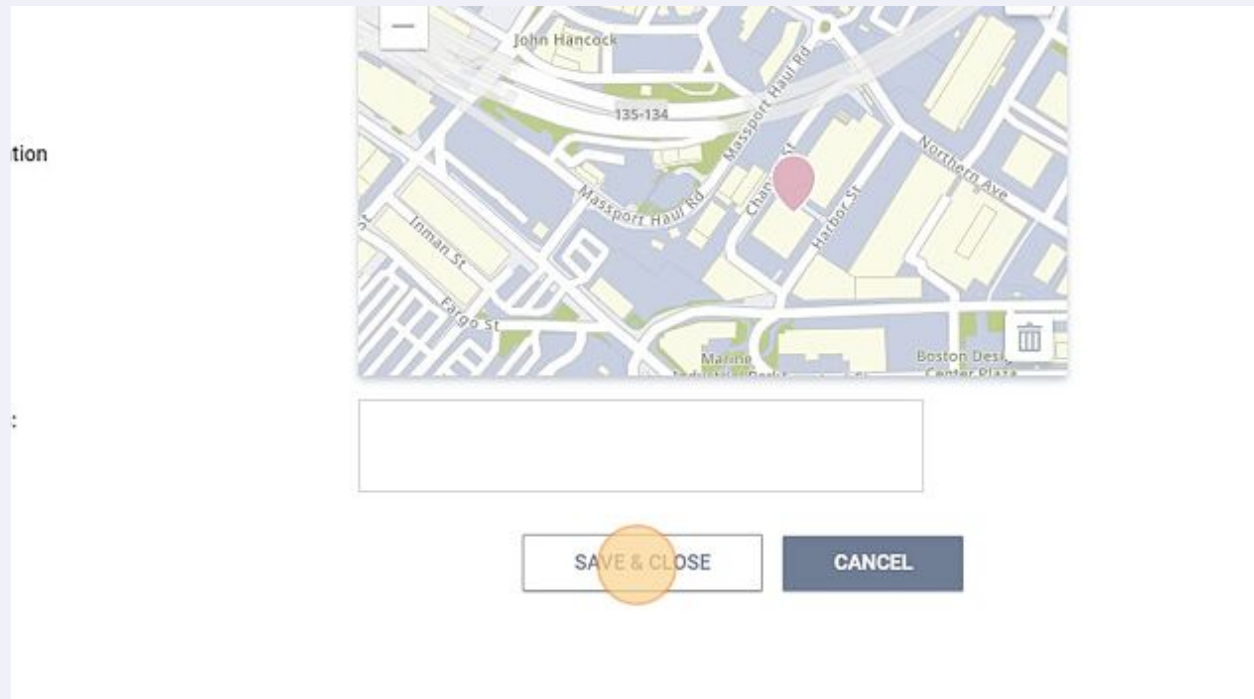 John Hancock
135-134
Massport Haul Rd
tion
Northern Ave
Massport Haul Rd
Harbor St
Inman St
Fargo St
Marine
Boston Desi
Center Plaza
:
SAVE & CLOSE
CANCEL